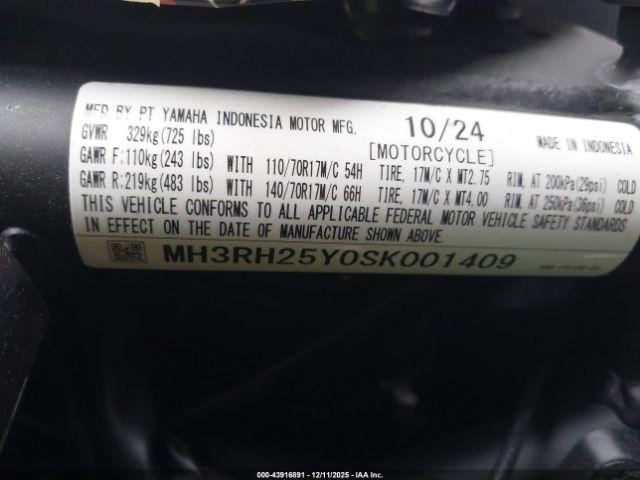 MFD BY PT YAMAHA INDONESIA MOTOR MFG. 10/24 MADE IN INDONESIA
GVWR 329kg(725 lbs) [MOTORCYCLE]
GAWR F:110kg(243 lbs) WITH 110/70R17M/C 54H TIRE, 17M/C X MT2.75 RIM, AT 200kPa(29psi) COLD
GAWR R:219kg(483 lbs) WITH 140/70R17M/C 66H TIRE, 17M/C X MT4.00 RIM, AT 250kPa(36psi) COLD
THIS VEHICLE CONFORMS TO ALL APPLICABLE FEDERAL MOTOR VEHICLE SAFETY STANDARDS
IN EFFECT ON THE DATE OF MANUFACTURE SHOWN ABOVE.
MH3RH25Y0SK001409
000-43916891 - 12/11/2025 - IAA Inc.